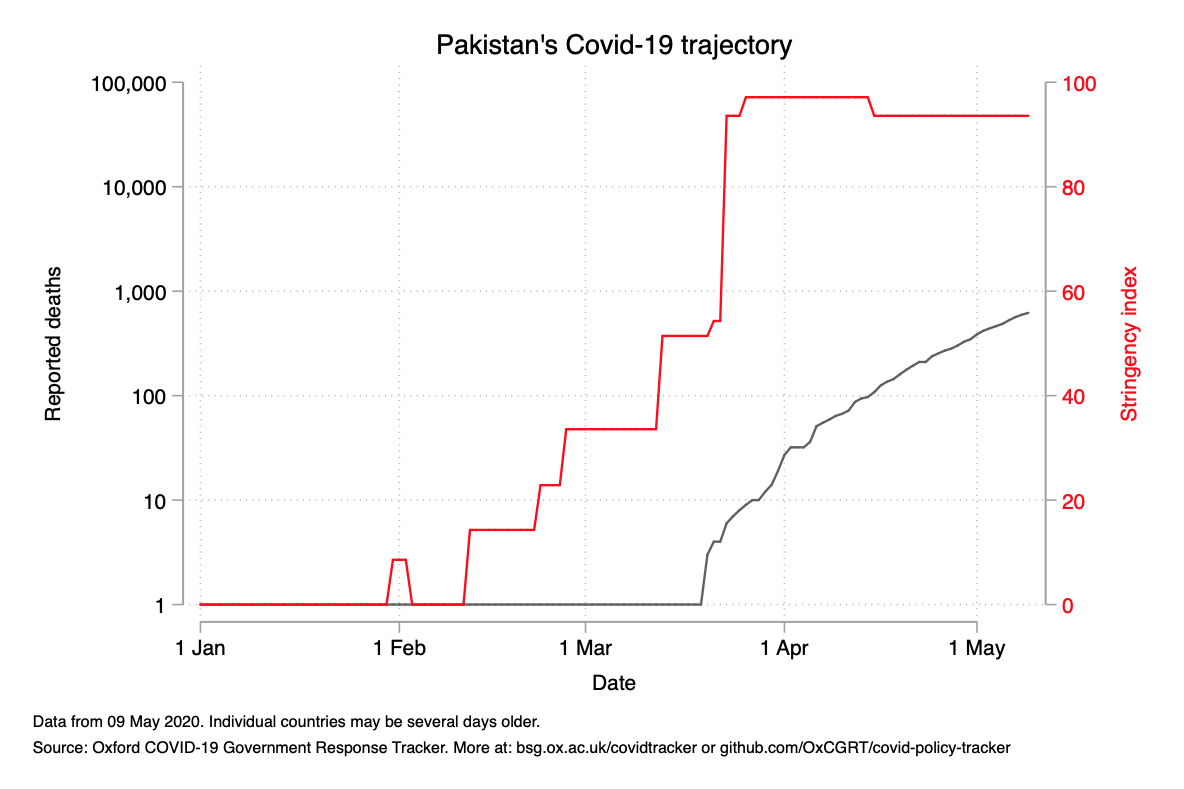 Pakistan's Covid-19 trajectory
100,000
10,000
1,000
100
10
1
Reported deaths
100
80
60
40
20
0
Stringency index
1 Jan
1 Feb
1 Mar
1 Apr
1 May
Date
Data from 09 May 2020. Individual countries may be several days older.
Source: Oxford COVID-19 Government Response Tracker. More at: bsg.ox.ac.uk/covidtracker or github.com/OxCGRT/covid-policy-tracker